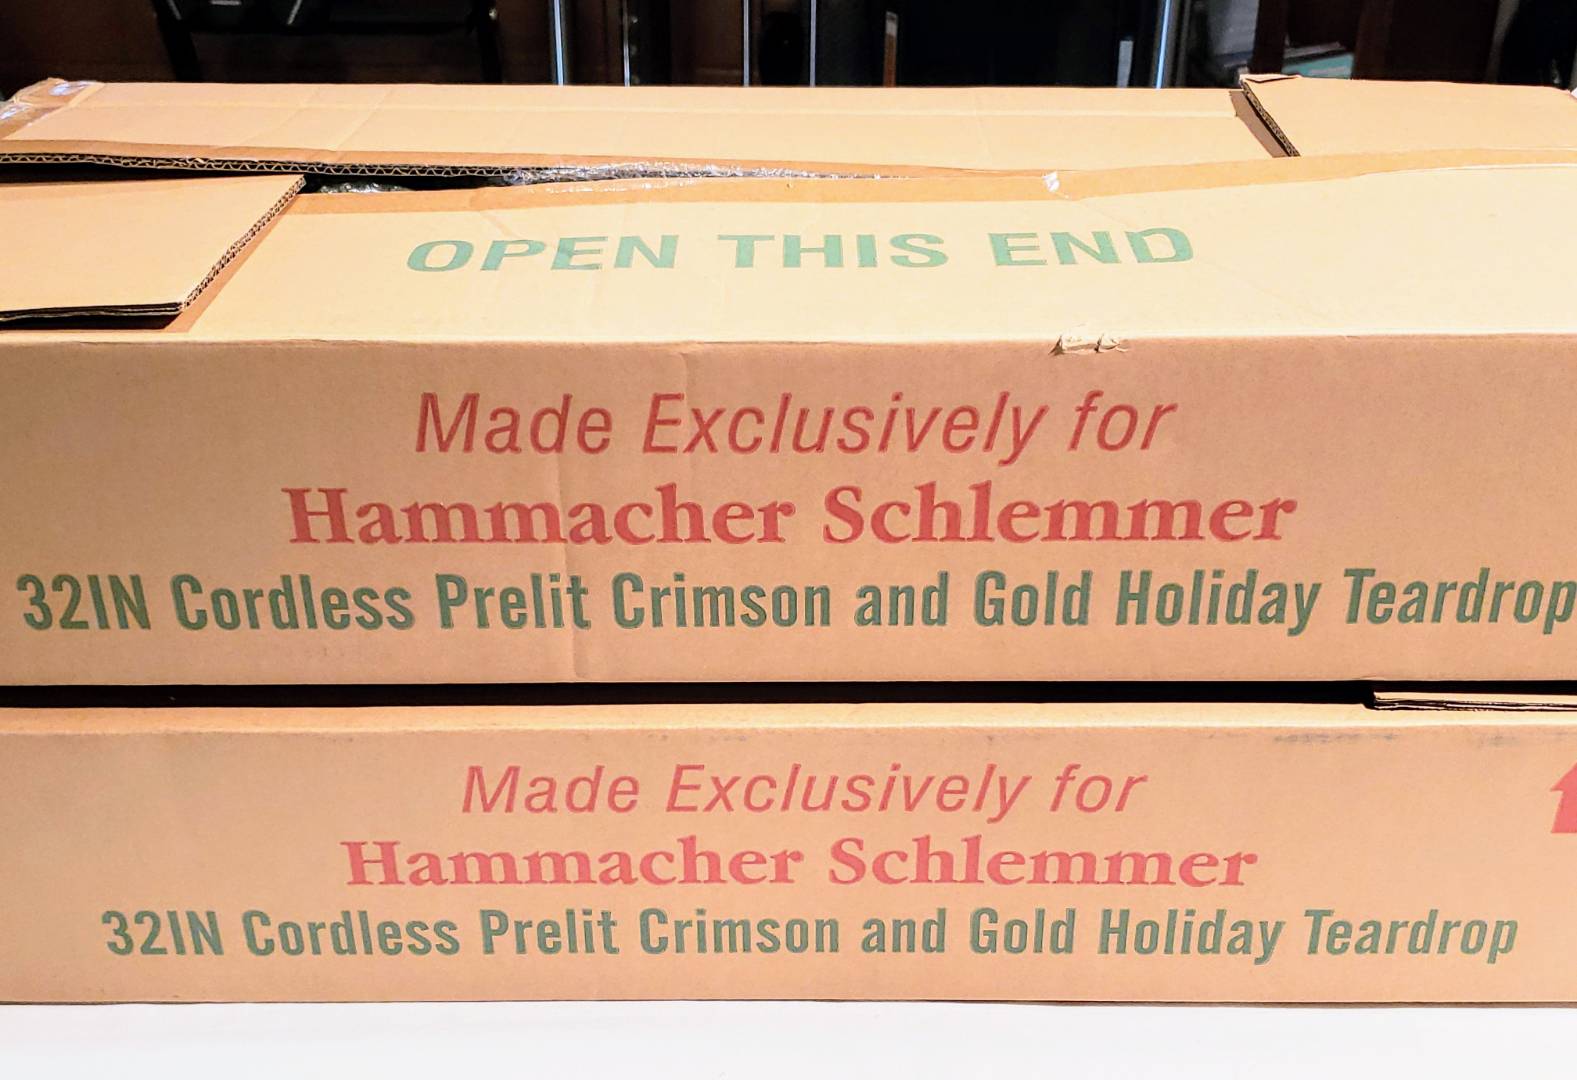 OPEN THIS END
Made Exclusively for
Hammacher Schlemmer
32IN Cordless Prelit Crimson and Gold Holiday Teardrop
Made Exclusively for
Hammacher Schlemmer
32IN Cordless Prelit Crimson and Gold Holiday Teardrop